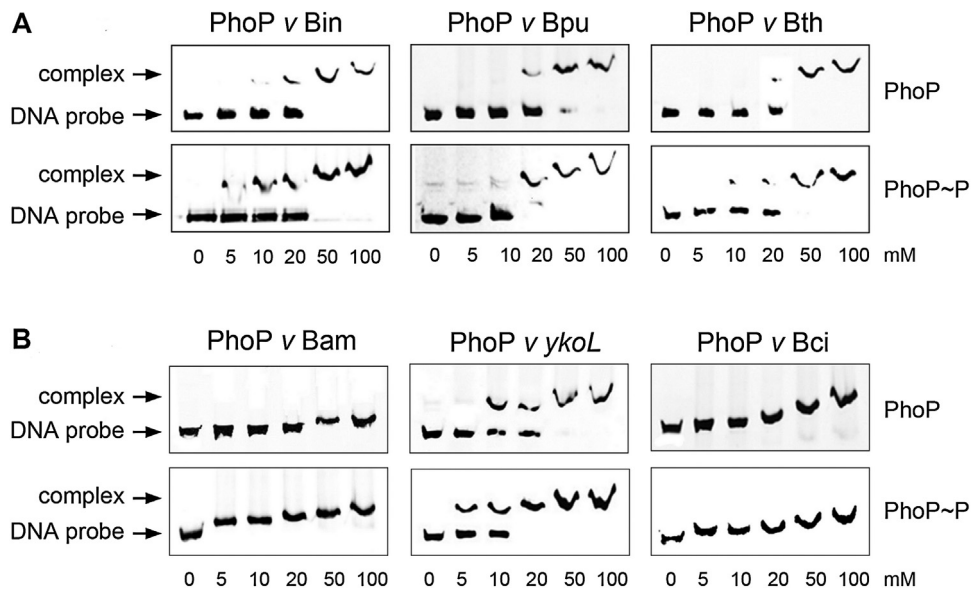 A
PhoP v Bin PhoP v Bpu PhoP v Bth
complex
DNA probe
PhoP
complex
DNA probe
PhoP~P
0 5 10 20 50 100 0 5 10 20 50 100 0 5 10 20 50 100 mM
B
PhoP v Bam PhoP v ykoL PhoP v Bci
complex
DNA probe
PhoP
complex
DNA probe
PhoP~P
0 5 10 20 50 100 0 5 10 20 50 100 0 5 10 20 50 100 mM